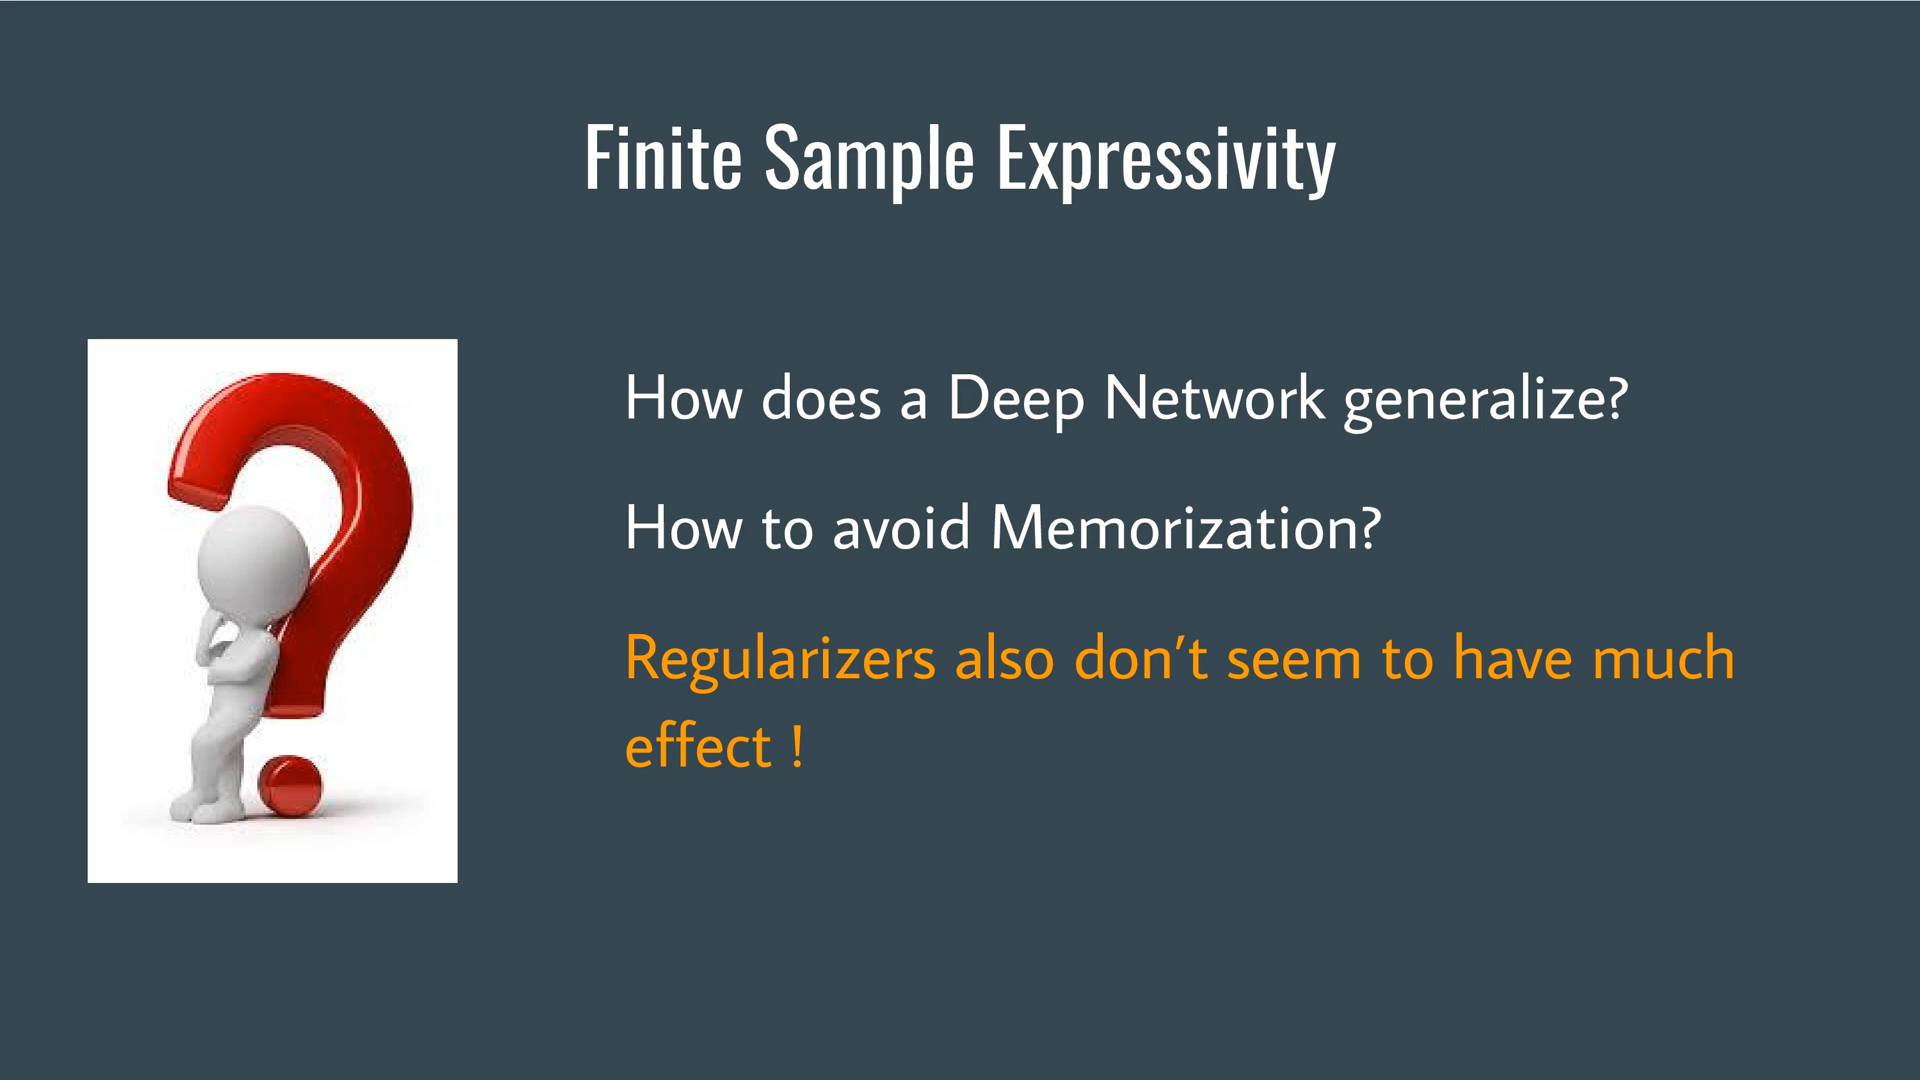 Finite Sample Expressivity
How does a Deep Network generalize?
How to avoid Memorization?
Regularizers also don't seem to have much
effect !